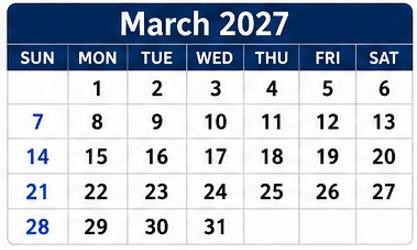 March 2027
SUN MON TUE WED THU FRI SAT
1 2 3 4 5 6
7 8 9 10 11 12 13
14 15 16 17 18 19 20
21 22 23 24 25 26 27
28 29 30 31